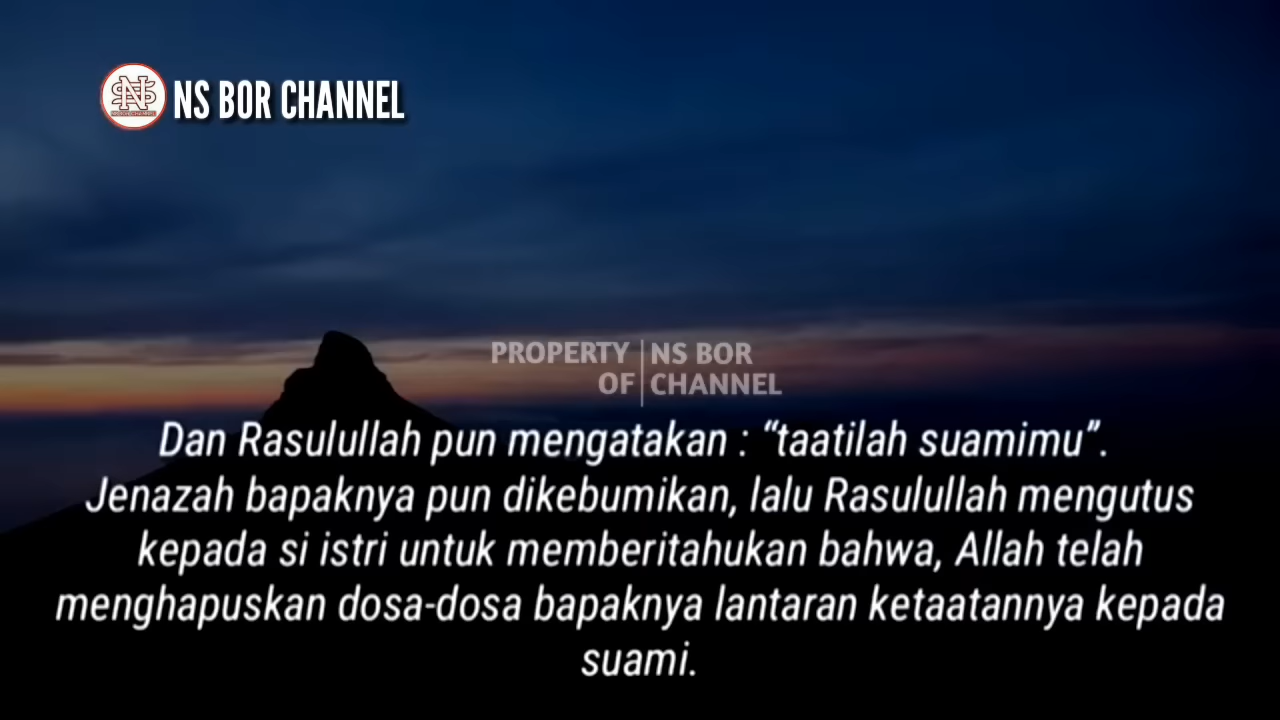 NS BOR CHANNEL
PROPERTY OF NS BOR CHANNEL
Dan Rasulullah pun mengatakan : “taatilah suamimu”.
Jenazah bapaknya pun dikebumikan, lalu Rasulullah mengutus
kepada si istri untuk memberitahukan bahwa, Allah telah
menghapuskan dosa-dosa bapaknya lantaran ketaatannya kepada
suami.